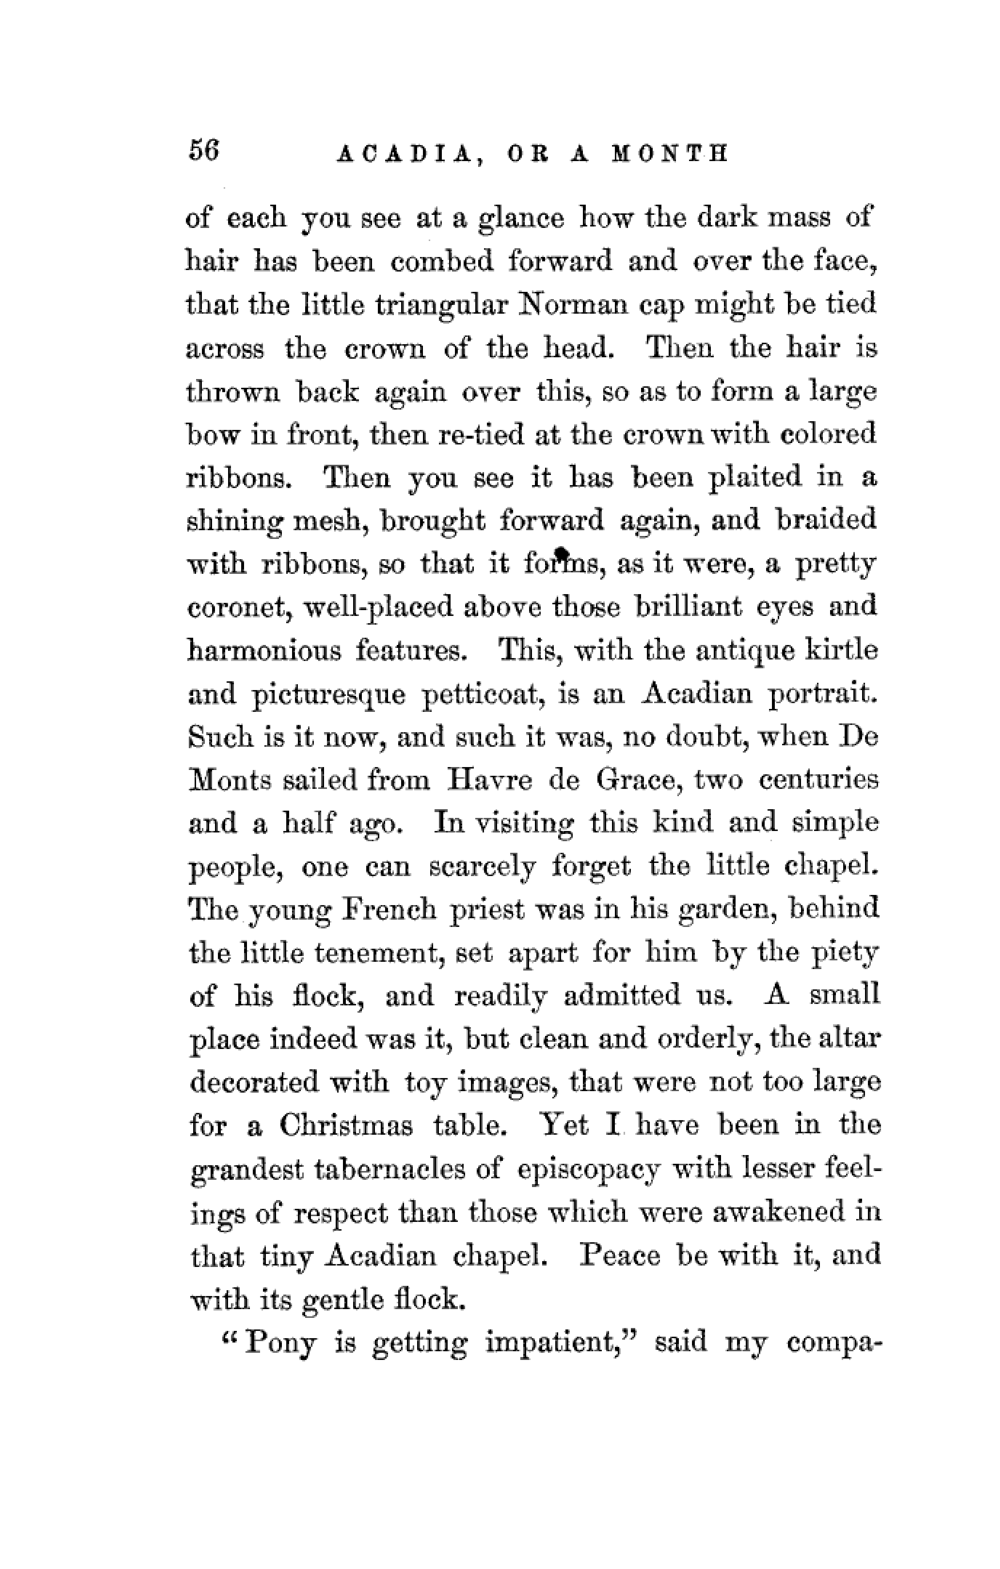 56 ACADIA, OR A MONTH
of each you see at a glance how the dark mass of
hair has been combed forward and over the face,
that the little triangular Norman cap might be tied
across the crown of the head. Then the hair is
thrown back again over this, so as to form a large
bow in front, then re-tied at the crown with colored
ribbons. Then you see it has been plaited in a
shining mesh, brought forward again, and braided
with ribbons, so that it forms, as it were, a pretty
coronet, well-placed above those brilliant eyes and
harmonious features. This, with the antique kirtle
and picturesque petticoat, is an Acadian portrait.
Such is it now, and such it was, no doubt, when De
Monts sailed from Havre de Grace, two centuries
and a half ago. In visiting this kind and simple
people, one can scarcely forget the little chapel.
The young French priest was in his garden, behind
the little tenement, set apart for him by the piety
of his flock, and readily admitted us. A small
place indeed was it, but clean and orderly, the altar
decorated with toy images, that were not too large
for a Christmas table. Yet I have been in the
grandest tabernacles of episcopacy with lesser feel-
ings of respect than those which were awakened in
that tiny Acadian chapel. Peace be with it, and
with its gentle flock.
“Pony is getting impatient,” said my compa-